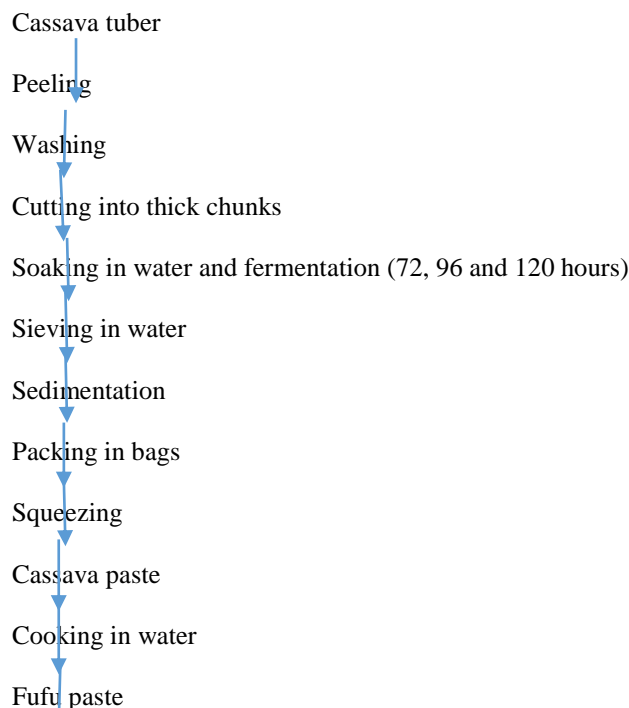 Cassava tuber
Peeling
Washing
Cutting into thick chunks
Soaking in water and fermentation (72, 96 and 120 hours)
Sieving in water
Sedimentation
Packing in bags
Squeezing
Cassava paste
Cooking in water
Fufu paste